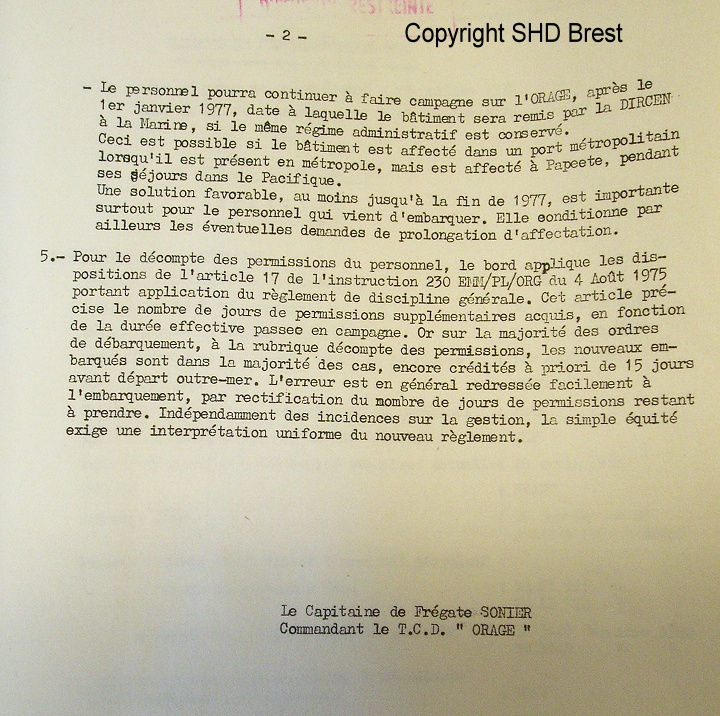 RESTREINTE
- 2 -
Copyright SHD Brest
- Le personnel pourra continuer à faire campagne sur l'ORAGE, après le
1er janvier 1977, date à laquelle le bâtiment sera remis par la DIRCEN
à la Marine, si le même régime administratif est conservé.
Ceci est possible si le bâtiment est affecté dans un port métropolitain
lorsqu'il est présent en métropole, mais est affecté à Papeete, pendant
ses séjours dans le Pacifique.
Une solution favorable, au moins jusqu'à la fin de 1977, est importante
surtout pour le personnel qui vient d'embarquer. Elle conditionne par
ailleurs les éventuelles demandes de prolongation d'affectation.
5.- Pour le décompte des permissions du personnel, le bord applique les dis-
positions de l'article 17 de l'instruction 230 EMM/PL/ORG du 4 Août 1975
portant application du règlement de discipline générale. Cet article pré-
cise le nombre de jours de permissions supplémentaires acquis, en fonction
de la durée effective passee en campagne. Or sur la majorité des ordres
de débarquement, à la rubrique décompte des permissions, les nouveaux em-
barqués sont dans la majorité des cas, encore crédités à priori de 15 jours
avant départ outre-mer. L'erreur est en général redressée facilement à
l'embarquement, par rectification du nombre de jours de permissions restant
à prendre. Indépendamment des incidences sur la gestion, la simple équité
exige une interprétation uniforme du nouveau règlement.
Le Capitaine de Frégate SONIER
Commandant le T.C.D. " ORAGE "